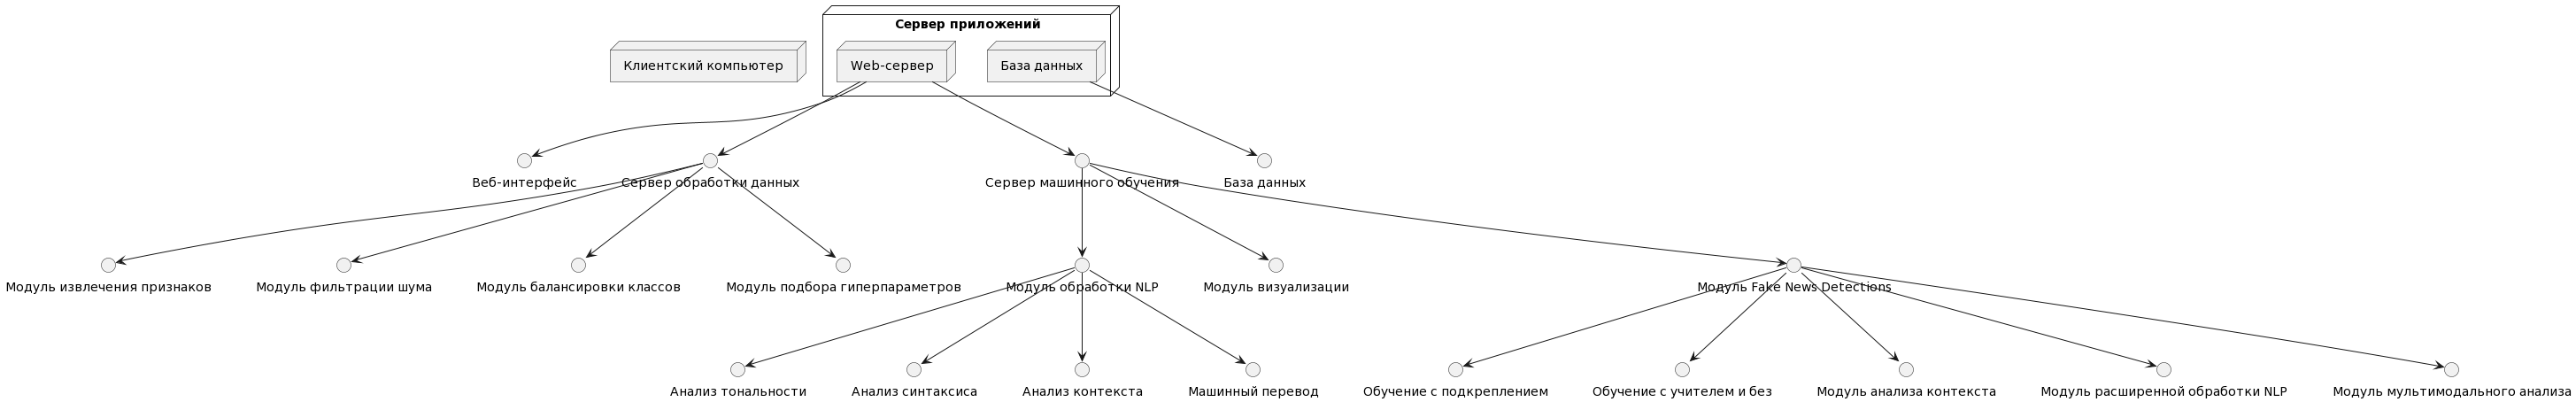 Сервер приложений
Клиентский компьютер
Web-сервер
База данных
Веб-интерфейс
Сервер обработки данных
Сервер машинного обучения
База данных
Модуль извлечения признаков
Модуль фильтрации шума
Модуль балансировки классов
Модуль подбора гиперпараметров
Модуль обработки NLP
Модуль визуализации
Модуль Fake News Detections
Анализ тональности
Анализ синтаксиса
Анализ контекста
Машинный перевод
Обучение с подкреплением
Обучение с учителем и без
Модуль анализа контекста
Модуль расширенной обработки NLP
Модуль мультимодального анализа